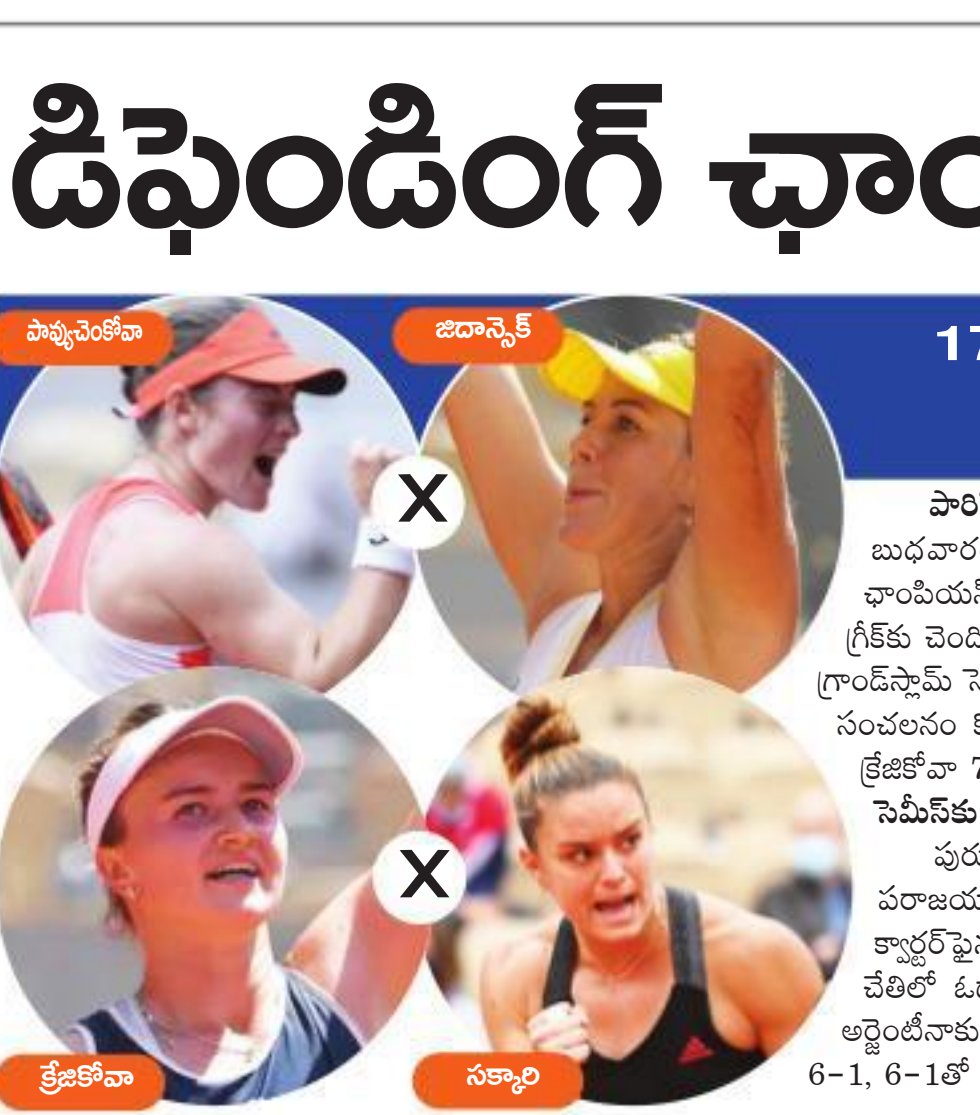 డిఫెండింగ్ ఛాం
పావ్యుచెంకోవా
జిదాన్సెక్
17
X
పారి
బుధవార
ఛాంపియన్
గ్రీక్‌కు చెంది
గ్రాండ్‌స్లామ్ సె
సంచలనం క
క్రేజికోవా 7
సెమీస్‌కు
పురు
పరాజయ
X
క్వార్టర్‌ఫైన
చేతిలో ఓ
అర్జెంటీనాకు
6-1, 6-1తో
క్రేజికోవా
సక్కారి